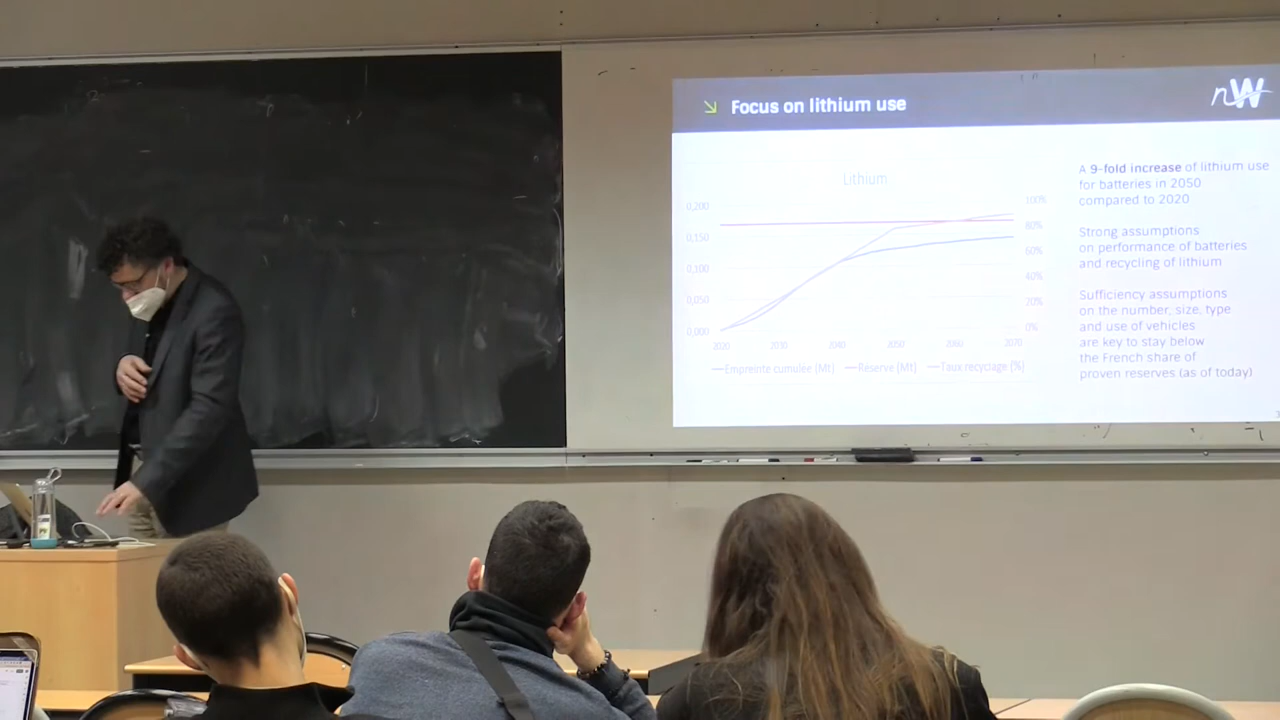 Focus on lithium use
nW
Lithium
0,200
0,150
0,100
0,050
0,000
100%
80%
60%
40%
20%
0%
2020 2030 2040 2050 2060 2070
Empreinte cumulée (Mt) Réserve (Mt) Taux recyclage (%)
A 9-fold increase of lithium use
for batteries in 2050
compared to 2020
Strong assumptions
on performance of batteries
and recycling of lithium
Sufficiency assumptions
on the number, size, type
and use of vehicles
are key to stay below
the French share of
proven reserves (as of today)